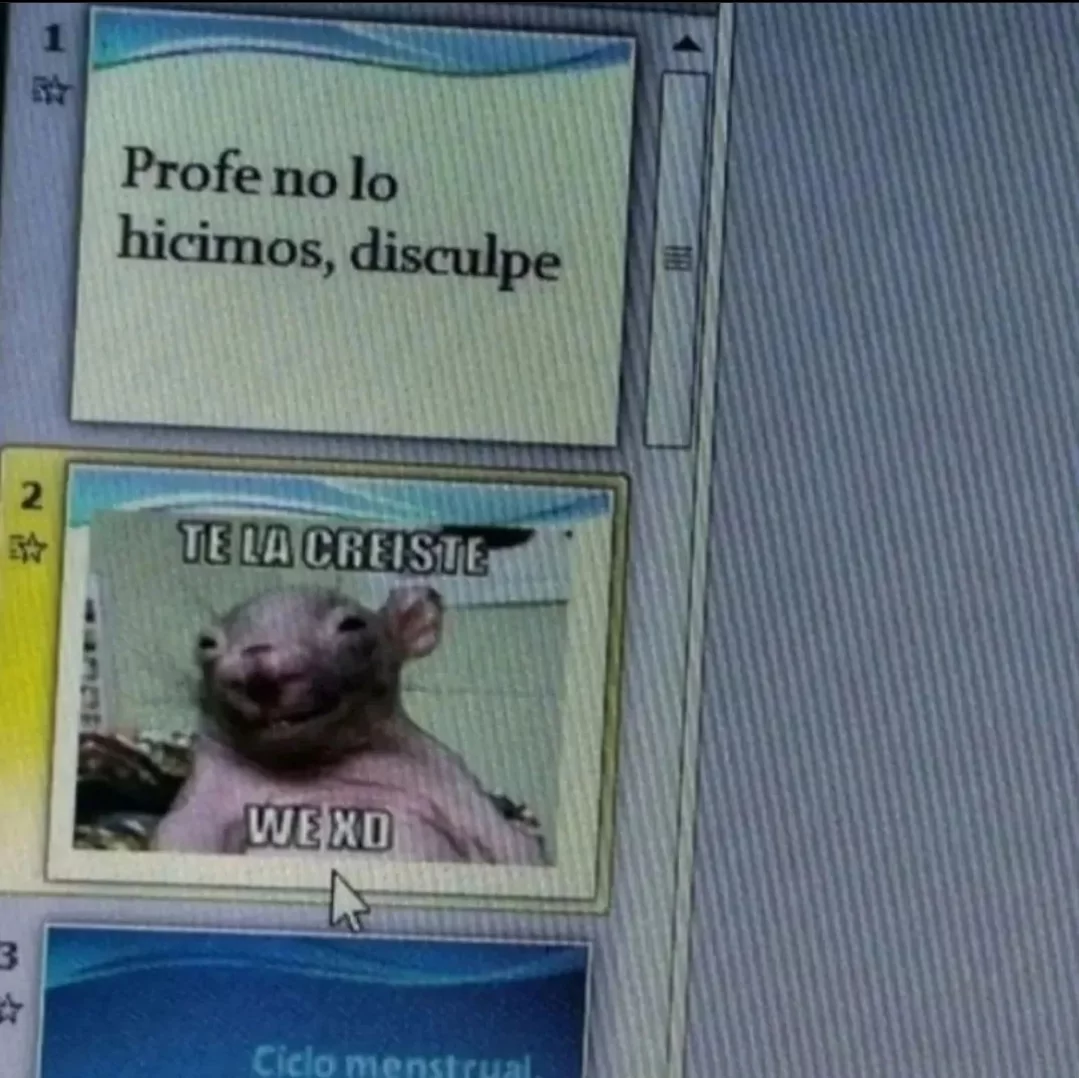 1
Profe no lo
hicimos, disculpe
2
TE LA CREISTE
WE XD
3
Ciclo menstrual